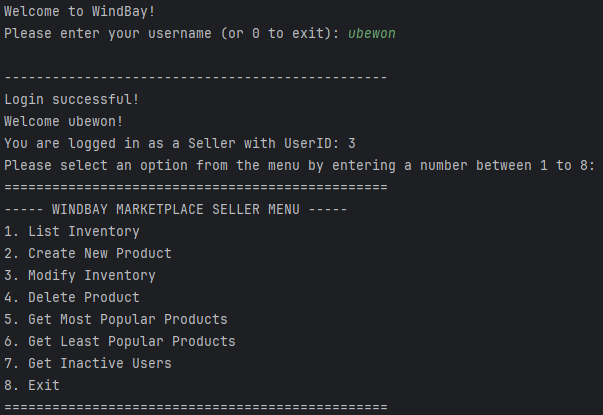 Welcome to WindBay!
Please enter your username (or 0 to exit): ubewon
------------------------------------------------
Login successful!
Welcome ubewon!
You are logged in as a Seller with UserID: 3
Please select an option from the menu by entering a number between 1 to 8:
================================================
----- WINDBAY MARKETPLACE SELLER MENU -----
1. List Inventory
2. Create New Product
3. Modify Inventory
4. Delete Product
5. Get Most Popular Products
6. Get Least Popular Products
7. Get Inactive Users
8. Exit
================================================